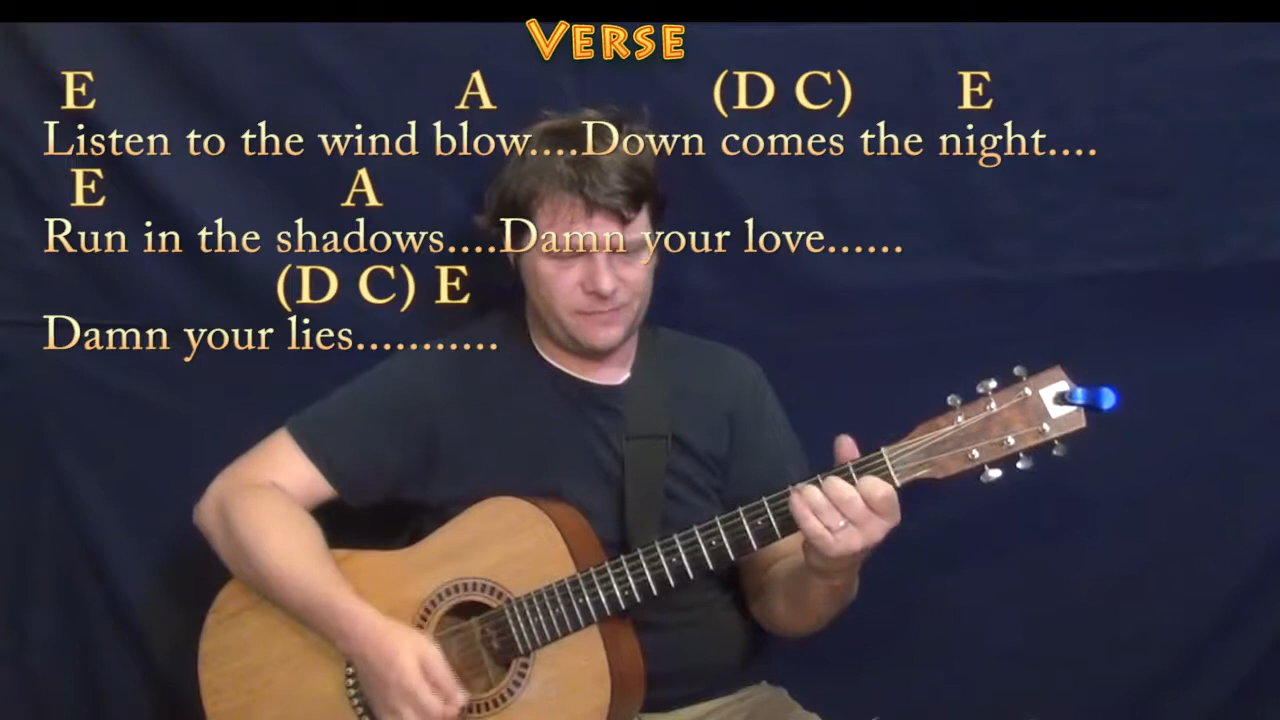 VERSE
E A (D C) E
Listen to the wind blow....Down comes the night....
E A
Run in the shadows....Damn your love......
(D C) E
Damn your lies...........